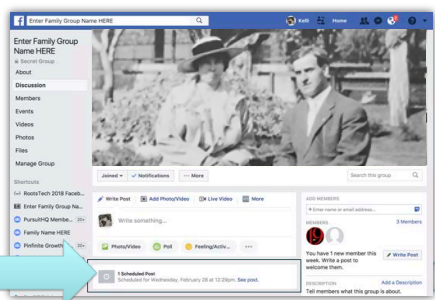 Enter Family Group Name HERE
Kelli
Home
Enter Family Group
Name HERE
Secret Group
About
Discussion
Members
Events
Videos
Photos
Files
Manage Group
Shortcuts
RootsTech 2018 Faceb...
Enter Family Group Na...
PursuitHQ Membe... 20+
Family Name HERE
Pinfinite Growth 20+
Joined
Notifications
More
Search this group
Write Post
Add Photo/Video
Live Video
More
Write something...
Photo/Video
Poll
Feeling/Activ...
1 Scheduled Post
Scheduled for Wednesday, February 28 at 12:29pm. See post.
ADD MEMBERS
+ Enter name or email address...
MEMBERS
3 Members
You have 1 new member this
week. Write a post to
welcome them.
Write Post
DESCRIPTION
Add a Description
Tell members what this group is about.